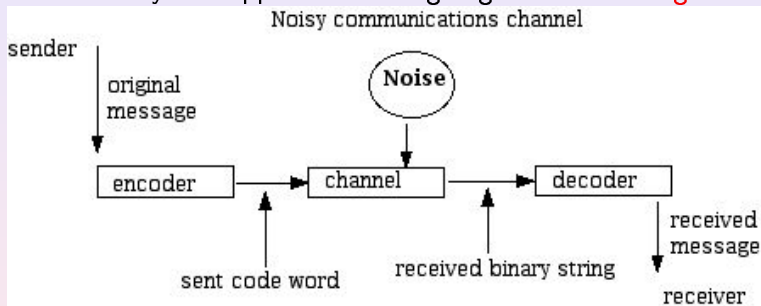 Noisy communications channel
sender
original
message
Noise
encoder
channel
decoder
sent code word
received binary string
received
message
receiver